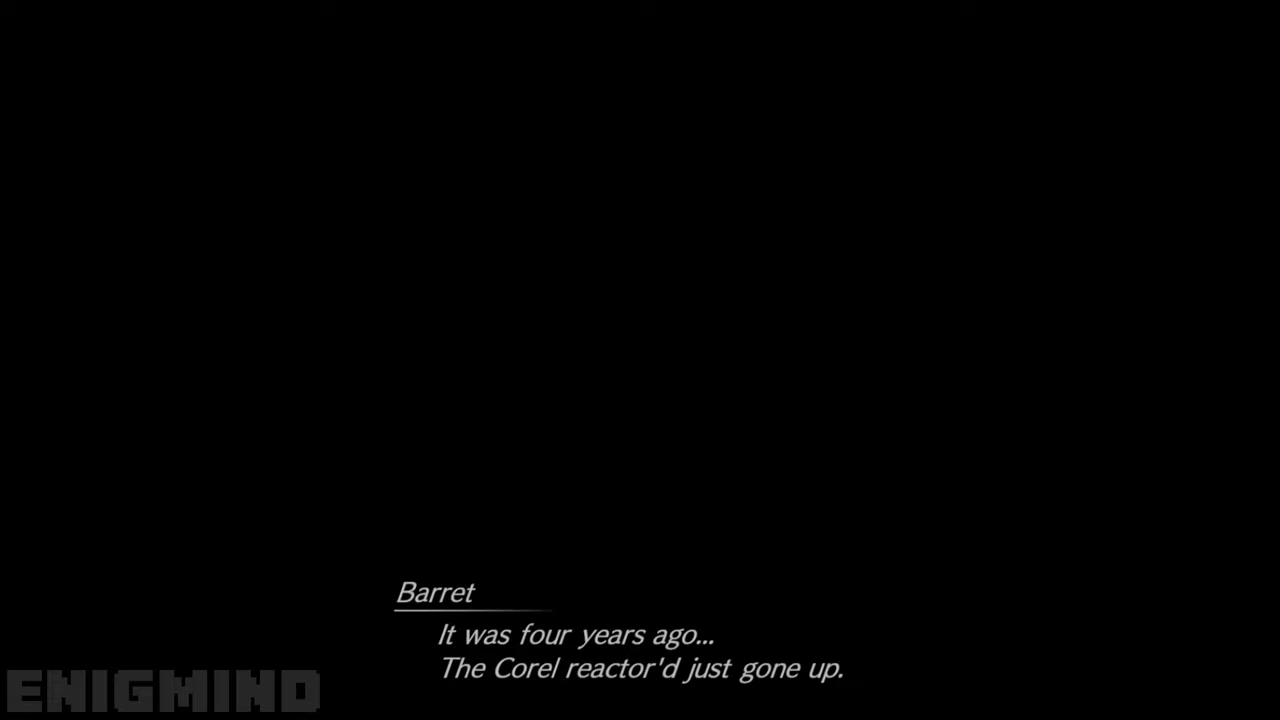 Barret
It was four years ago...
The Corel reactor'd just gone up.
ENIGMIND